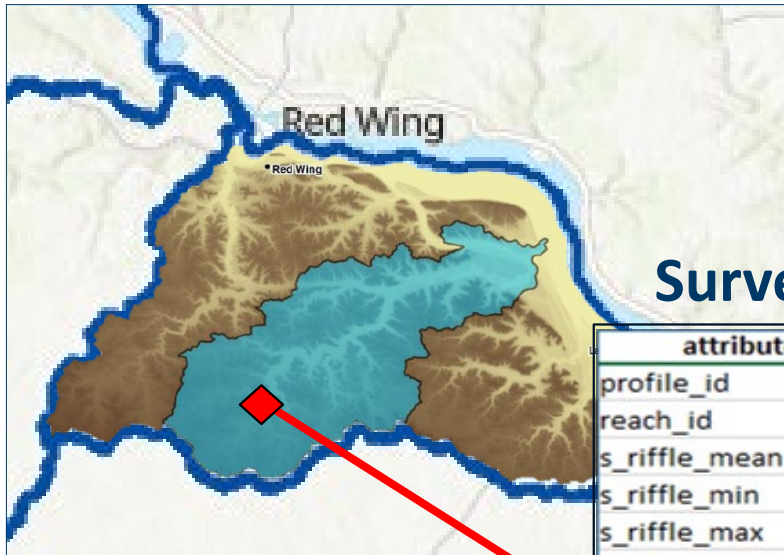 Red Wing
Red Wing
Surve
attribut
profile_id
reach_id
s_riffle_mean
s_riffle_min
s_riffle_max